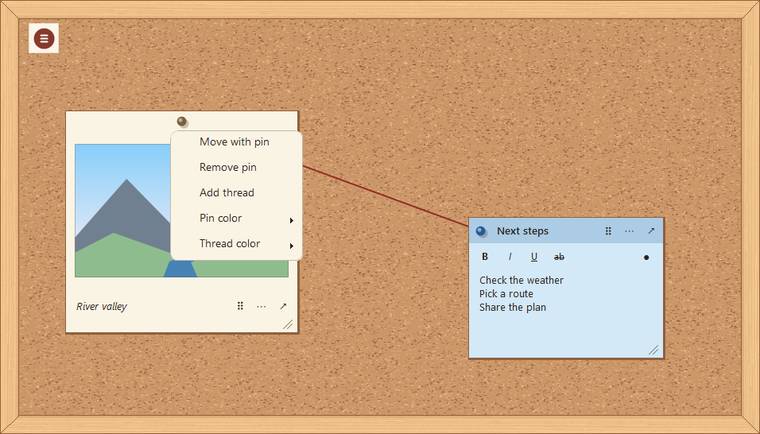 Move with pin
Remove pin
Add thread
Pin color
Thread color
River valley
Next steps
B I U ab
Check the weather
Pick a route
Share the plan